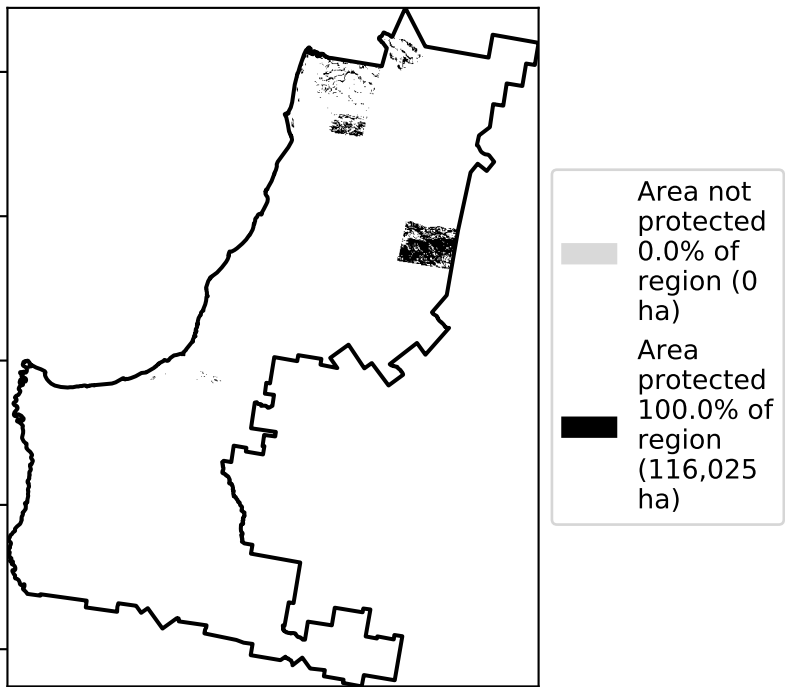 Area not
protected
0.0% of
region (0
ha)
Area
protected
100.0% of
region
(116,025
ha)